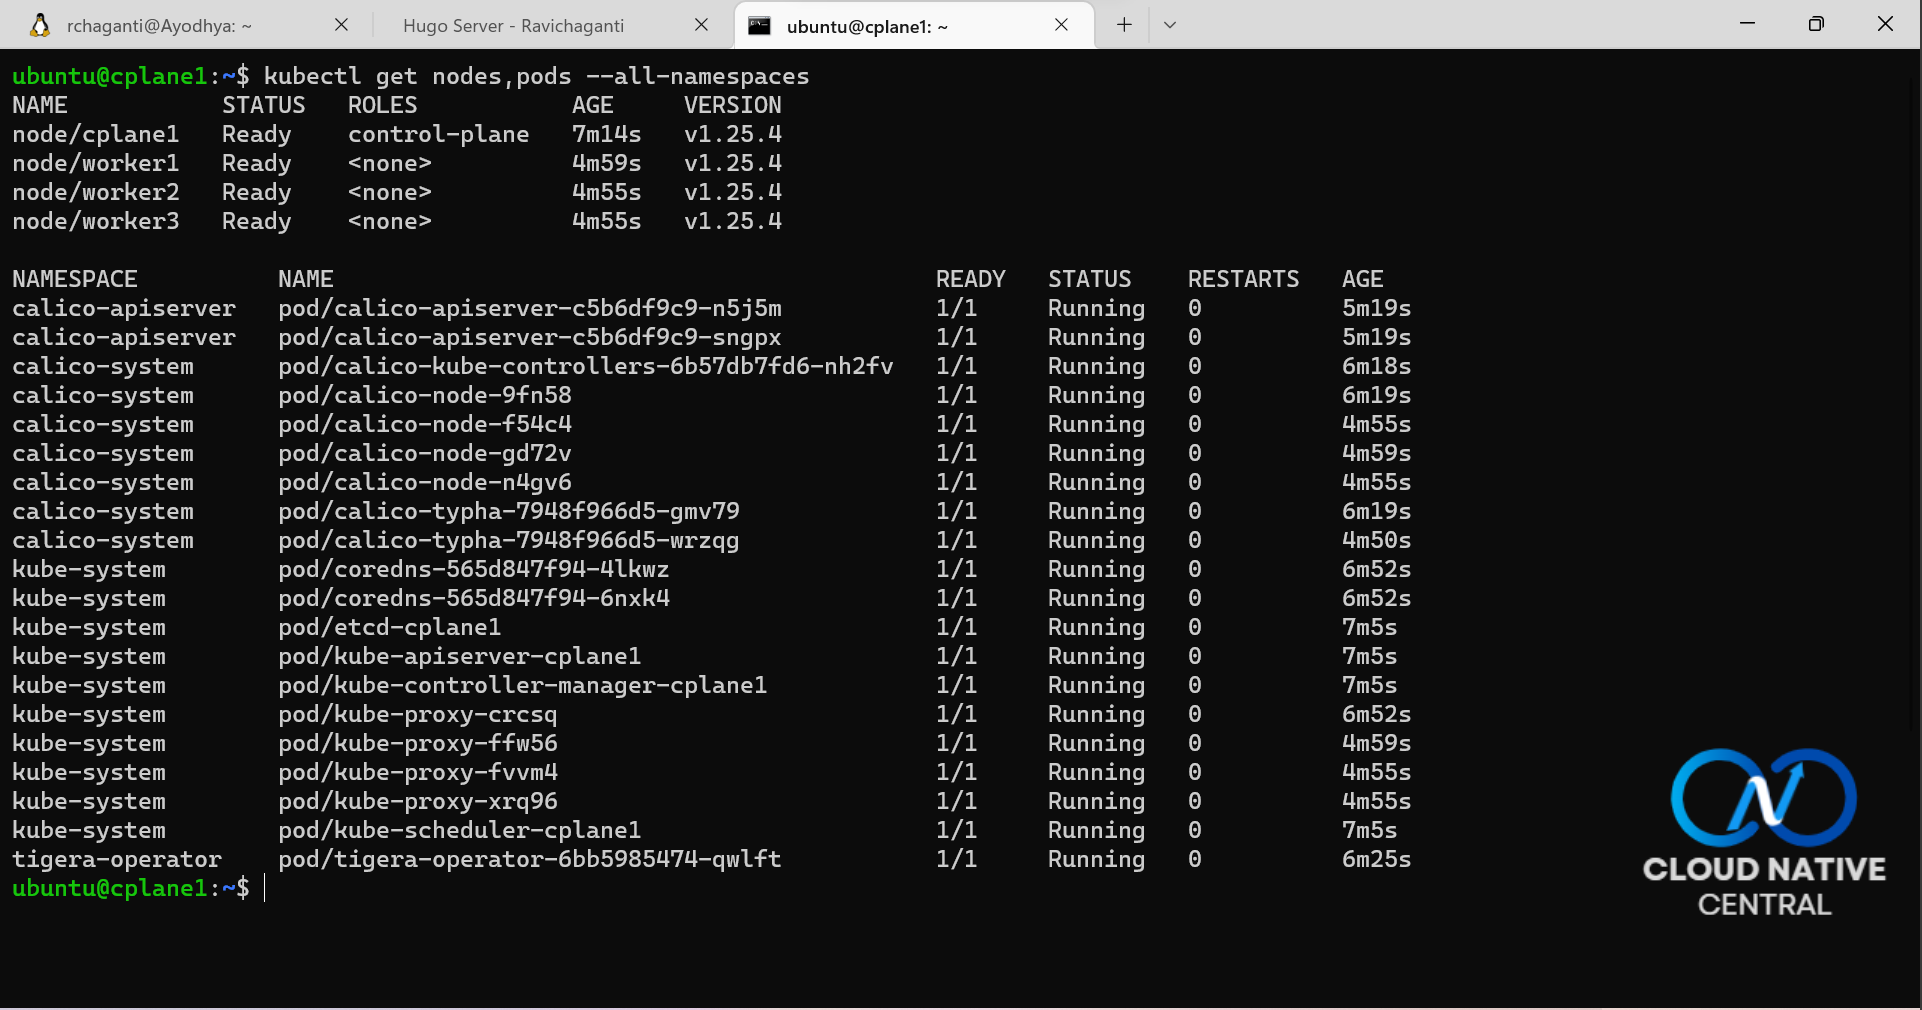 rchaganti@Ayodhya: ~
Hugo Server - Ravichaganti
ubuntu@cplane1: ~
ubuntu@cplane1:~$ kubectl get nodes,pods --all-namespaces
NAME STATUS ROLES AGE VERSION
node/cplane1 Ready control-plane 7m14s v1.25.4
node/worker1 Ready <none> 4m59s v1.25.4
node/worker2 Ready <none> 4m55s v1.25.4
node/worker3 Ready <none> 4m55s v1.25.4
NAMESPACE NAME READY STATUS RESTARTS AGE
calico-apiserver pod/calico-apiserver-c5b6df9c9-n5j5m 1/1 Running 0 5m19s
calico-apiserver pod/calico-apiserver-c5b6df9c9-sngpx 1/1 Running 0 5m19s
calico-system pod/calico-kube-controllers-6b57db7fd6-nh2fv 1/1 Running 0 6m18s
calico-system pod/calico-node-9fn58 1/1 Running 0 6m19s
calico-system pod/calico-node-f54c4 1/1 Running 0 4m55s
calico-system pod/calico-node-gd72v 1/1 Running 0 4m59s
calico-system pod/calico-node-n4gv6 1/1 Running 0 4m55s
calico-system pod/calico-typha-7948f966d5-gmv79 1/1 Running 0 6m19s
calico-system pod/calico-typha-7948f966d5-wrzqg 1/1 Running 0 4m50s
kube-system pod/coredns-565d847f94-4lkwz 1/1 Running 0 6m52s
kube-system pod/coredns-565d847f94-6nxk4 1/1 Running 0 6m52s
kube-system pod/etcd-cplane1 1/1 Running 0 7m5s
kube-system pod/kube-apiserver-cplane1 1/1 Running 0 7m5s
kube-system pod/kube-controller-manager-cplane1 1/1 Running 0 7m5s
kube-system pod/kube-proxy-crcsq 1/1 Running 0 6m52s
kube-system pod/kube-proxy-ffw56 1/1 Running 0 4m59s
kube-system pod/kube-proxy-fvvm4 1/1 Running 0 4m55s
kube-system pod/kube-proxy-xrq96 1/1 Running 0 4m55s
kube-system pod/kube-scheduler-cplane1 1/1 Running 0 7m5s
tigera-operator pod/tigera-operator-6bb5985474-qwlft 1/1 Running 0 6m25s
ubuntu@cplane1:~$
CLOUD NATIVE
CENTRAL